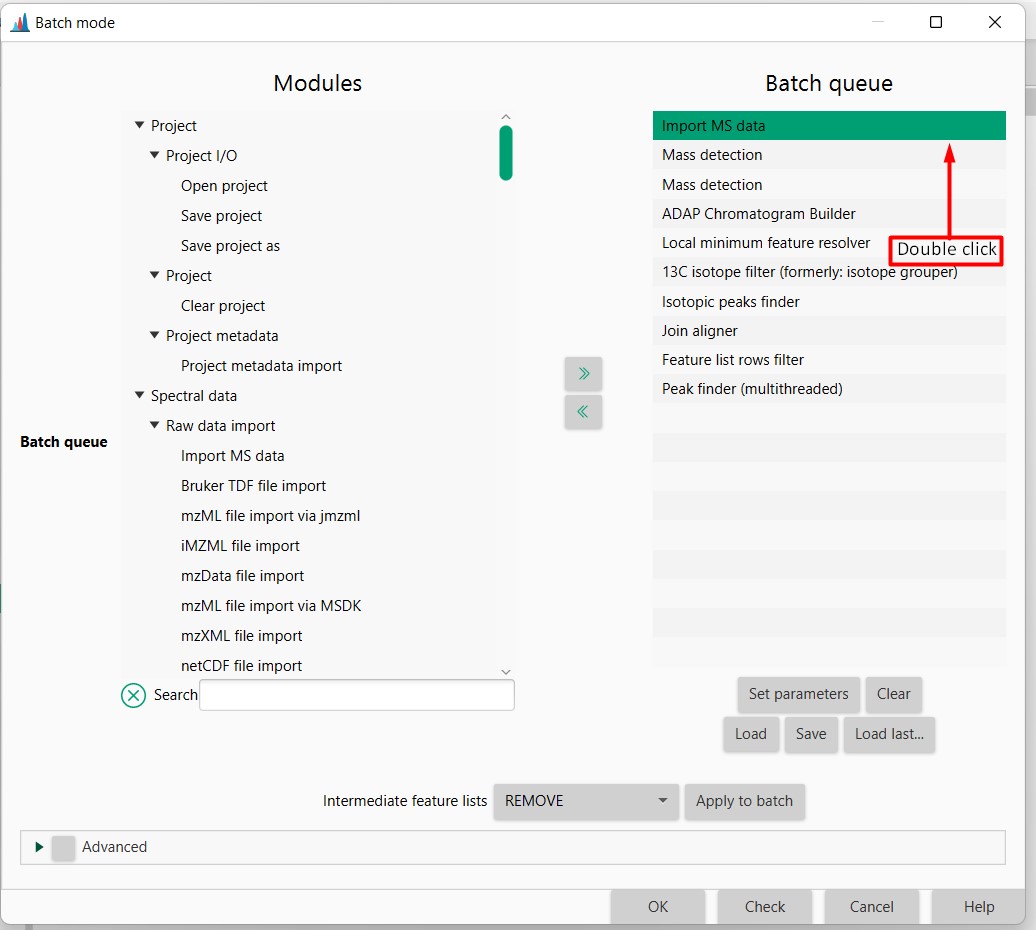 Batch mode
Modules
Project
Project I/O
Open project
Save project
Save project as
Project
Clear project
Project metadata
Project metadata import
Spectral data
Raw data import
Import MS data
Bruker TDF file import
mzML file import via jmzml
iMZML file import
mzData file import
mzML file import via MSDK
mzXML file import
netCDF file import
Search
Batch queue
Batch queue
Import MS data
Mass detection
Mass detection
ADAP Chromatogram Builder
Local minimum feature resolver
Double click
13C isotope filter (formerly: isotope grouper)
Isotopic peaks finder
Join aligner
Feature list rows filter
Peak finder (multithreaded)
Set parameters Clear
Load Save Load last...
Intermediate feature lists REMOVE Apply to batch
Advanced
OK Check Cancel Help